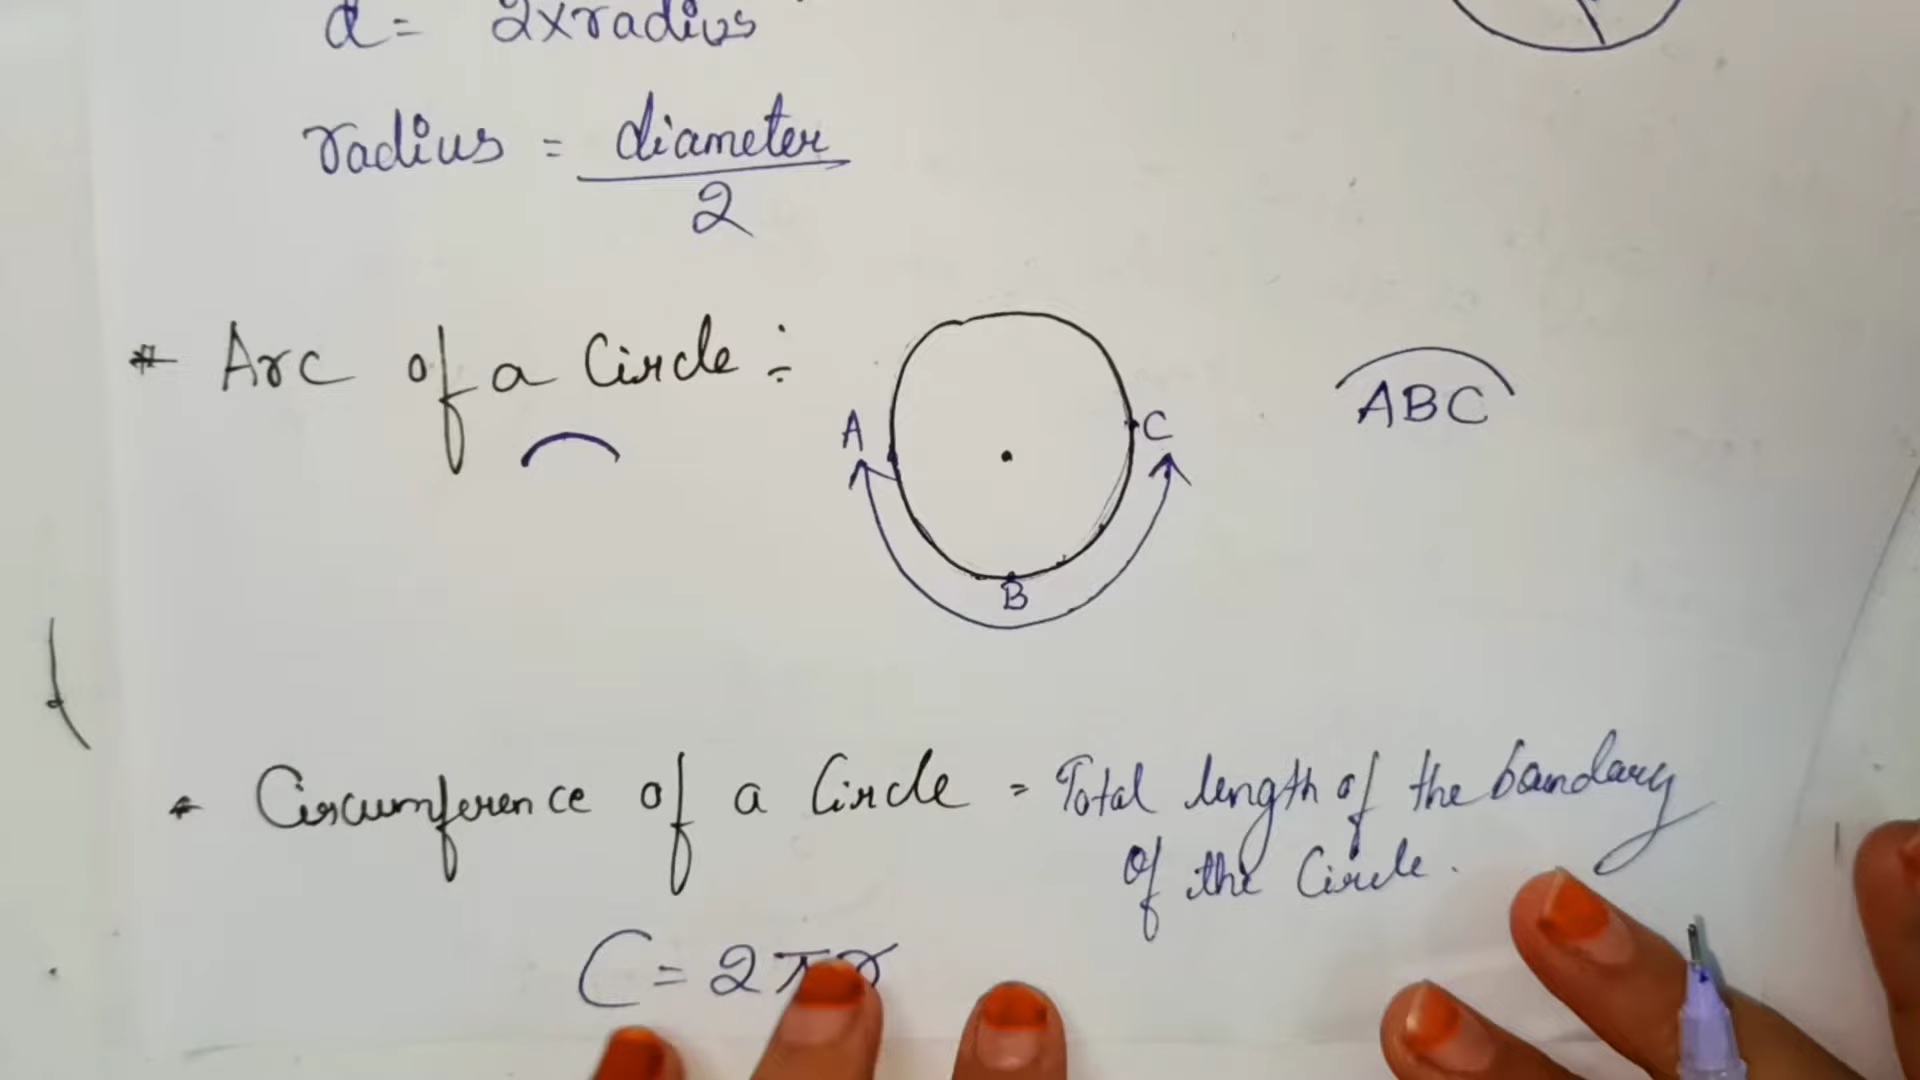 d = 2×radius
radius = diameter
2
* Arc of a Circle :-
A
C
B
ABC
* Circumference of a Circle = Total length of the boundary
of the Circle.
C = 2πr